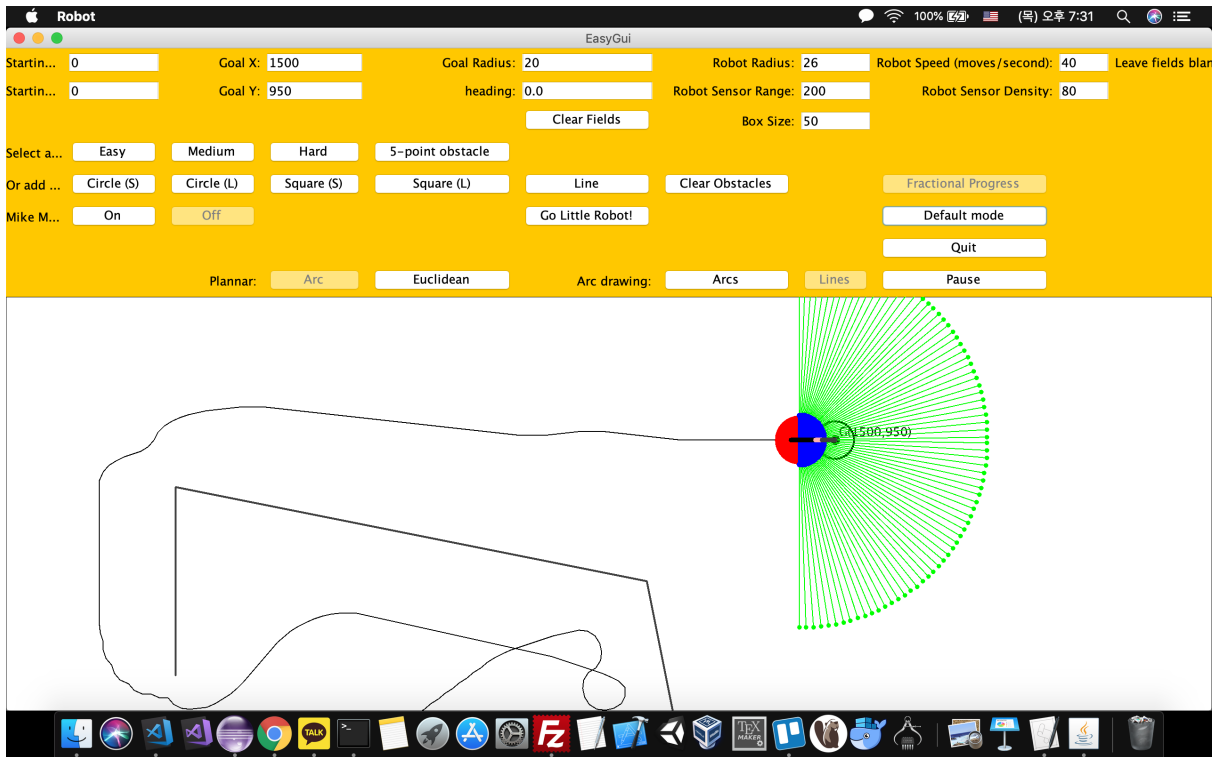 Robot 100% (목) 오후 7:31
EasyGui
Startin... 0 Goal X: 1500 Goal Radius: 20 Robot Radius: 26 Robot Speed (moves/second): 40 Leave fields blan
Startin... 0 Goal Y: 950 heading: 0.0 Robot Sensor Range: 200 Robot Sensor Density: 80
Clear Fields Box Size: 50
Select a... Easy Medium Hard 5-point obstacle
Or add ... Circle (S) Circle (L) Square (S) Square (L) Line Clear Obstacles Fractional Progress
Mike M... On Off Go Little Robot! Default mode
Quit
Plannar: Arc Euclidean Arc drawing: Arcs Lines Pause
G(1500,950)
TALK
>_
Fz
TEX
MAKER